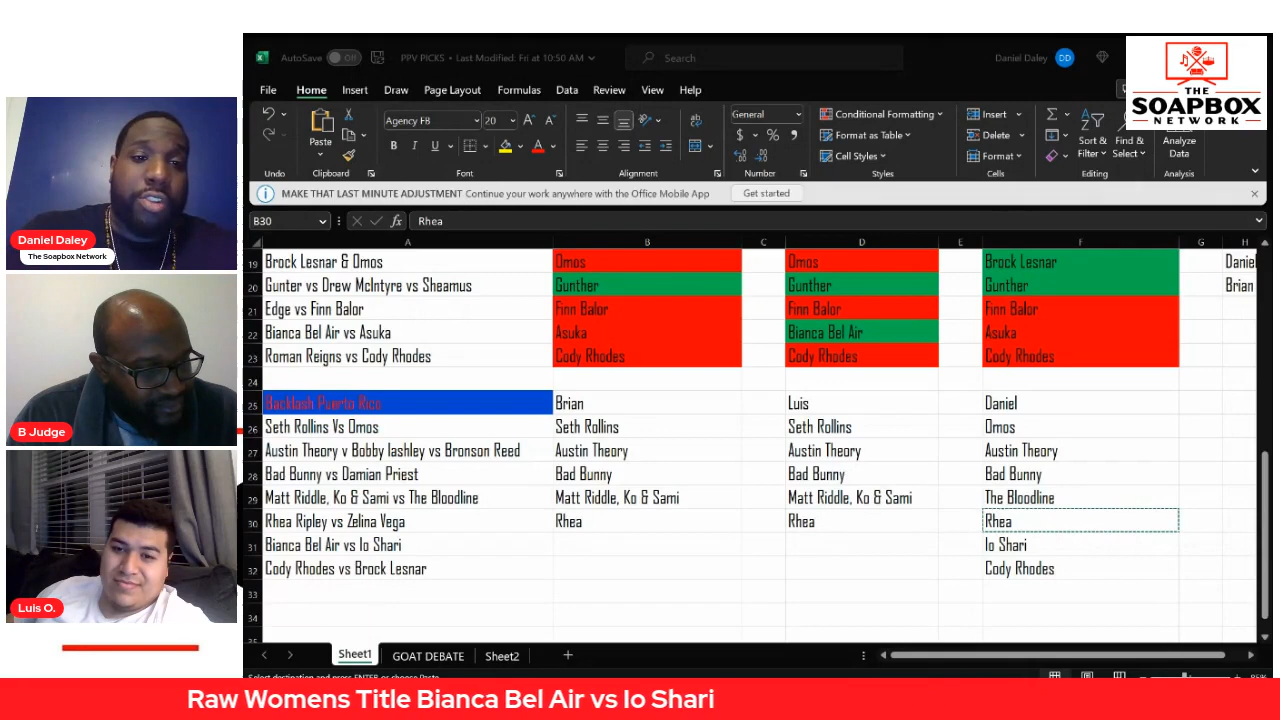 AutoSave Off PPV PICKS • Last Modified: Fri at 10:50 AM Search Daniel Daley DD
THE
SOAPBOX
NETWORK
File Home Insert Draw Page Layout Formulas Data Review View Help
Paste
Agency FB 20
B I U
General
$ % 9
Conditional Formatting
Format as Table
Cell Styles
Insert
Delete
Format
Sort &
Filter
Find &
Select
Analyze
Data
Undo Clipboard Font Alignment Number Styles Cells Editing Analysis
MAKE THAT LAST MINUTE ADJUSTMENT Continue your work anywhere with the Office Mobile App Get started
B30 fx Rhea
A B C D E F G H
19 Brock Lesnar & Omos Omos Omos Brock Lesnar Daniel
20 Gunter vs Drew McIntyre vs Sheamus Gunther Gunther Gunther Brian
21 Edge vs Finn Balor Finn Balor Finn Balor Finn Balor
22 Bianca Bel Air vs Asuka Asuka Bianca Bel Air Asuka
23 Roman Reigns vs Cody Rhodes Cody Rhodes Cody Rhodes Cody Rhodes
24
25 Backlash Puerto Rico Brian Luis Daniel
26 Seth Rollins Vs Omos Seth Rollins Seth Rollins Omos
27 Austin Theory v Bobby lashley vs Bronson Reed Austin Theory Austin Theory Austin Theory
28 Bad Bunny vs Damian Priest Bad Bunny Bad Bunny Bad Bunny
29 Matt Riddle, Ko & Sami vs The Bloodline Matt Riddle, Ko & Sami Matt Riddle, Ko & Sami The Bloodline
30 Rhea Ripley vs Zelina Vega Rhea Rhea Rhea
31 Bianca Bel Air vs Io Shari Io Shari
32 Cody Rhodes vs Brock Lesnar Cody Rhodes
33
34
Sheet1 GOAT DEBATE Sheet2
Daniel Daley
The Soapbox Network
B Judge
Luis O.
Raw Womens Title Bianca Bel Air vs Io Shari